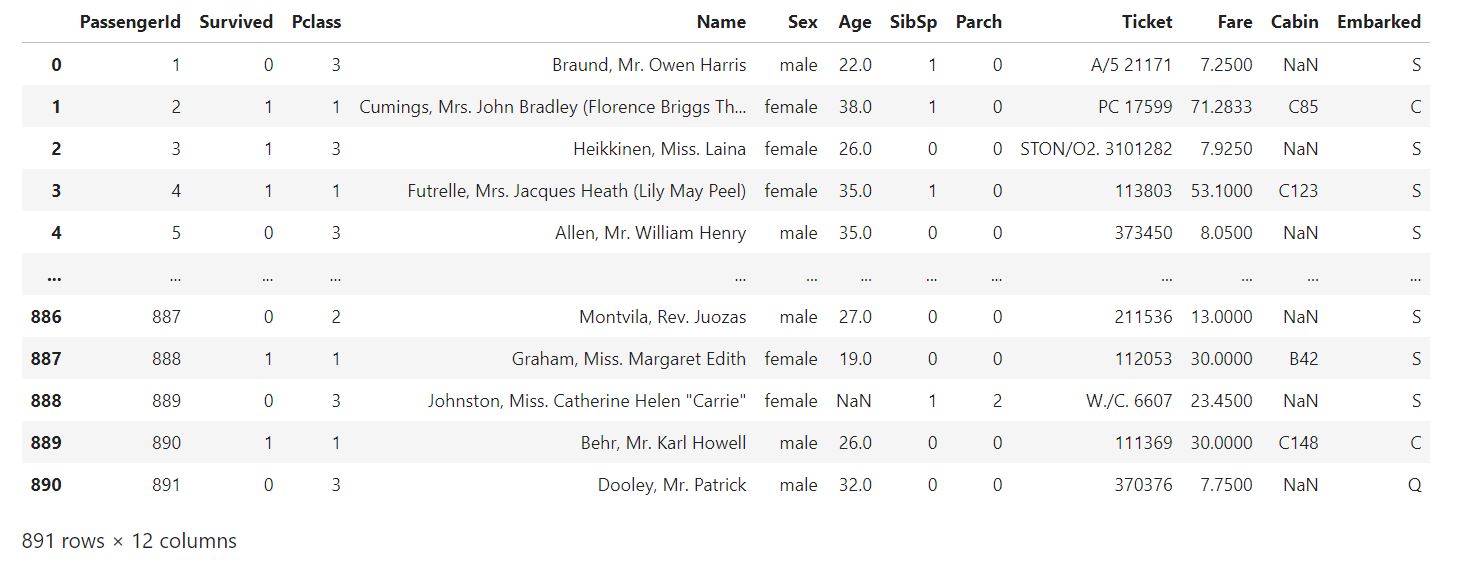 PassengerId Survived Pclass Name Sex Age SibSp Parch Ticket Fare Cabin Embarked
0 1 0 3 Braund, Mr. Owen Harris male 22.0 1 0 A/5 21171 7.2500 NaN S
1 2 1 1 Cumings, Mrs. John Bradley (Florence Briggs Th... female 38.0 1 0 PC 17599 71.2833 C85 C
2 3 1 3 Heikkinen, Miss. Laina female 26.0 0 0 STON/O2. 3101282 7.9250 NaN S
3 4 1 1 Futrelle, Mrs. Jacques Heath (Lily May Peel) female 35.0 1 0 113803 53.1000 C123 S
4 5 0 3 Allen, Mr. William Henry male 35.0 0 0 373450 8.0500 NaN S
... ... ... ... ... ... ... ... ... ... ... ... ...
886 887 0 2 Montvila, Rev. Juozas male 27.0 0 0 211536 13.0000 NaN S
887 888 1 1 Graham, Miss. Margaret Edith female 19.0 0 0 112053 30.0000 B42 S
888 889 0 3 Johnston, Miss. Catherine Helen "Carrie" female NaN 1 2 W./C. 6607 23.4500 NaN S
889 890 1 1 Behr, Mr. Karl Howell male 26.0 0 0 111369 30.0000 C148 C
890 891 0 3 Dooley, Mr. Patrick male 32.0 0 0 370376 7.7500 NaN Q
891 rows × 12 columns